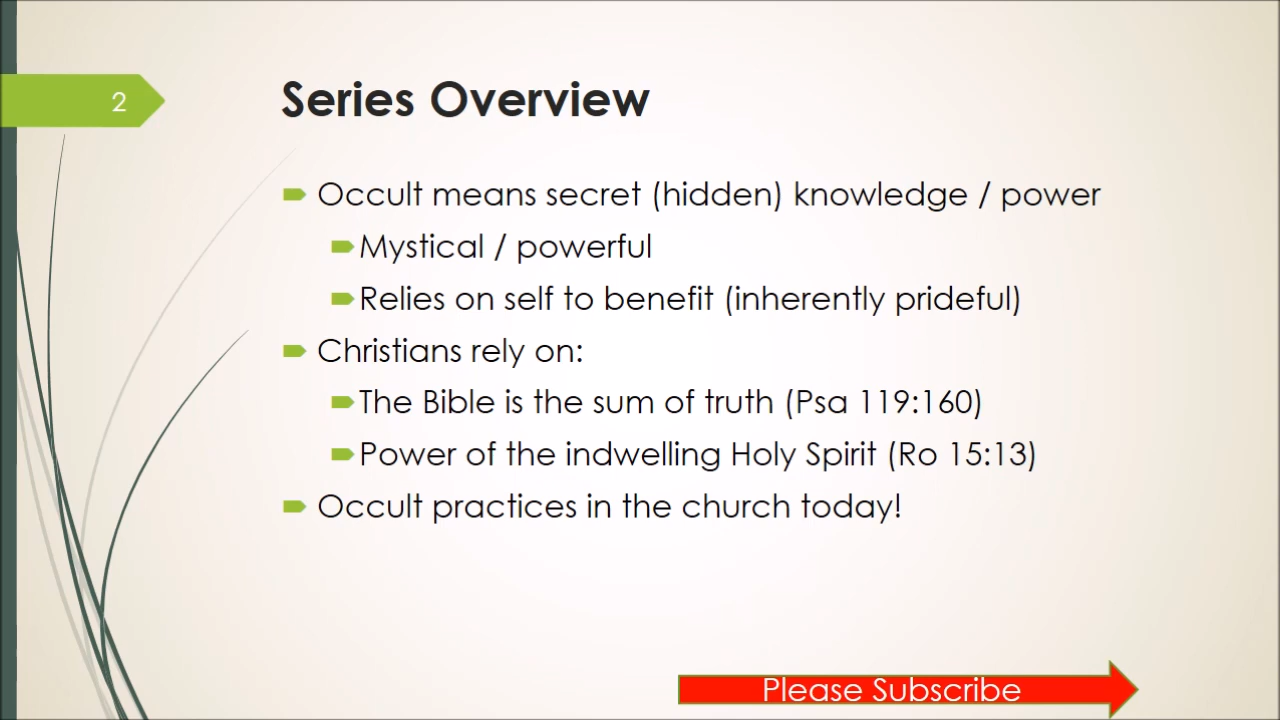 2
Series Overview
Occult means secret (hidden) knowledge / power
Mystical / powerful
Relies on self to benefit (inherently prideful)
Christians rely on:
The Bible is the sum of truth (Psa 119:160)
Power of the indwelling Holy Spirit (Ro 15:13)
Occult practices in the church today!
Please Subscribe